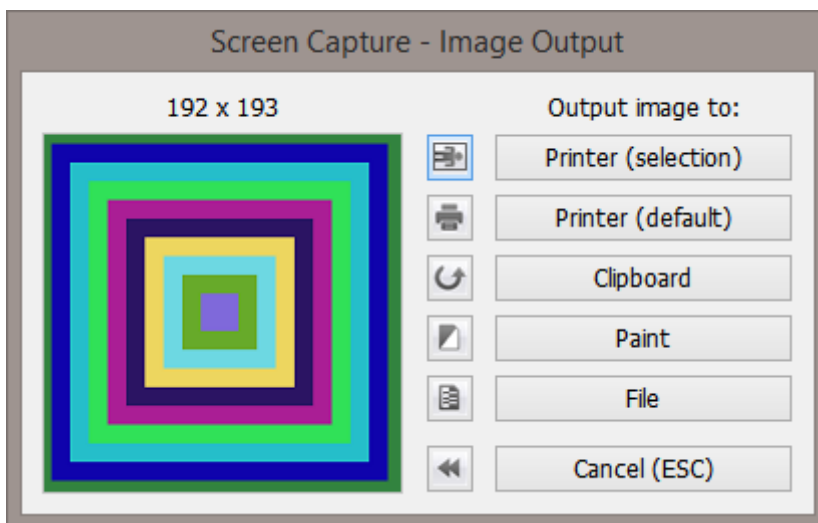 Screen Capture - Image Output
192 x 193
Output image to:
Printer (selection)
Printer (default)
Clipboard
Paint
File
Cancel (ESC)